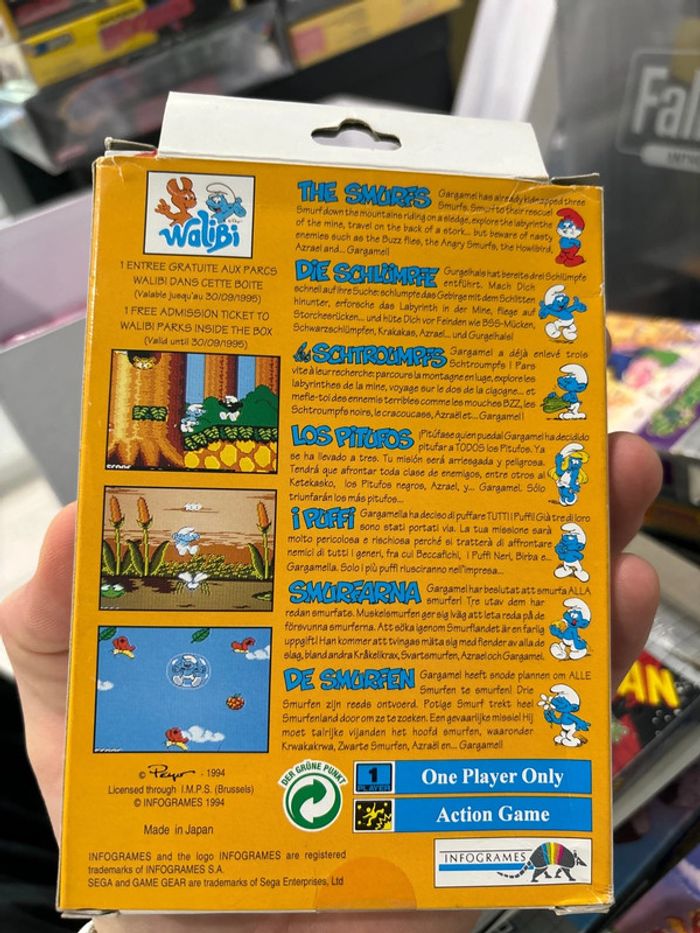 Fal
Walibi
1 ENTREE GRATUITE AUX PARCS
WALIBI DANS CETTE BOITE
(Valable jusqu'au 30/09/1995)
1 FREE ADMISSION TICKET TO
WALIBI PARKS INSIDE THE BOX
(Valid until 30/09/1995)
THE SMURFS Gargamel has already kidnapped three
Smurfs. Smurf to their rescue!
Smurf down the mountains riding on a sledge, explore the labyrinths
of the mine, travel on the back of a stork... but beware of nasty
enemies such as the Buzz flies, the Angry Smurfs, the Howlibird,
Azrael and... Gargamel!
DIE SCHLÜMPFE Gurgelhals hat bereits drei Schlümpfe
entführt. Mach Dich
schnell auf ihre Suche: schlumpfe das Gebirge mit dem Schlitten
hinunter, erforsche das Labyrinth in der Mine, fliege auf
Storchesrücken... und hüte Dich vor Feinden wie BSS-Mücken,
Schwarzschlümpfen, Krakakas, Azrael... und Gurgelhals!
les SCHTROUMPFS Gargamel a déjà enlevé trois
Schtroumpfs ! Pars
vite à leur recherche: parcours la montagne en luge, explore les
labyrinthes de la mine, voyage sur le dos de la cigogne... et
méfie-toi des ennemis terribles comme les mouches BZZ, les
Schtroumpfs noirs, le cracoucass, Azraël et... Gargamel !
LOS PITUFOS ¡Pitúfase quien pueda! Gargamel ha decidido
pitufar a TODOS los Pitufos. Ya
se ha llevado a tres. Tu misión será arriesgada y peligrosa.
Tendrá que afrontar toda clase de enemigos, entre otros al
Ketekasko, los Pitufos negros, Azrael, y... Gargamel. Sólo
triunfarán los más pitufos...
i PUFFI Gargamella ha deciso di puffare TUTTI i Puffi! Già tre di loro
sono stati portati via. La tua missione sarà
molto pericolosa e rischiosa perché si tratterà di affrontare
nemici di tutti i generi, fra cui Beccafichi, I Puffi Neri, Birba e...
Gargamella. Solo i più puffi riusciranno nell'impresa...
SMURFARNA Gargamel har beslutat att smurfa ALLA
smurfer! Tre utav dem har
redan smurfats. Muskelsmurfen ger sig iväg att leta reda på de
försvunna smurferna. Att söka igenom Smurflandet är en farlig
uppgift! Han kommer att tvingas mäta sig med fiender av alla de
slag, bland andra Kråkelikrax, Svartsmurfen, Azrael och Gargamel.
DE SMURFEN Gargamel heeft snode plannen om ALLE
Smurfen te smurfen! Drie
Smurfen zijn reeds ontvoerd. Potige Smurf trekt heel
Smurfenland door om ze te zoeken. Een gevaarlijke missie! Hij
moet talrijke vijanden het hoofd smurfen, waaronder
Krwakakrwa, Zwarte Smurfen, Azraël en... Gargamel!
© Peyo - 1994
Licensed through I.M.P.S. (Brussels)
© INFOGRAMES 1994
Made in Japan
DER GRÜNE PUNKT
1
PLAYER
One Player Only
Action Game
INFOGRAMES and the logo INFOGRAMES are registered
trademarks of INFOGRAMES S.A.
SEGA and GAME GEAR are trademarks of Sega Enterprises, Ltd
INFOGRAMES
AN